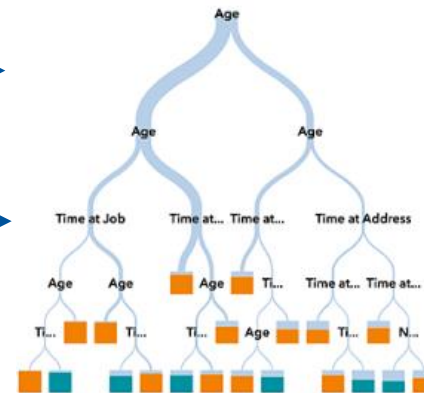 Age
Age Age
Time at Job Time at... Time at... Time at Address
Age Age Age Ti... Time at... Time at...
Ti... Ti... Ti... Age Ti... N...